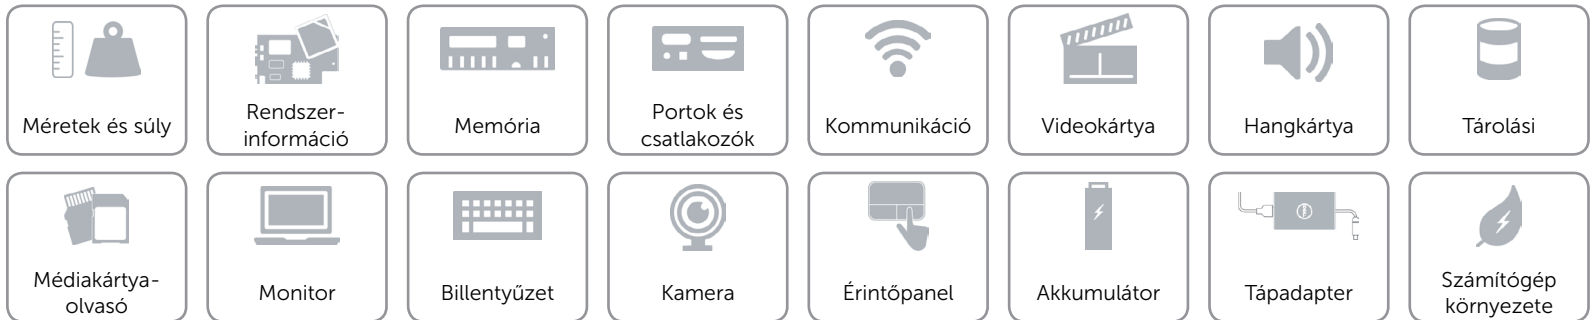 Méretek és súly
Rendszer-
információ
Memória
Portok és
csatlakozók
Kommunikáció
Videokártya
Hangkártya
Tárolási
Médiakártya-
olvasó
Monitor
Billentyűzet
Kamera
Érintőpanel
Akkumulátor
Tápadapter
Számítógép
környezete